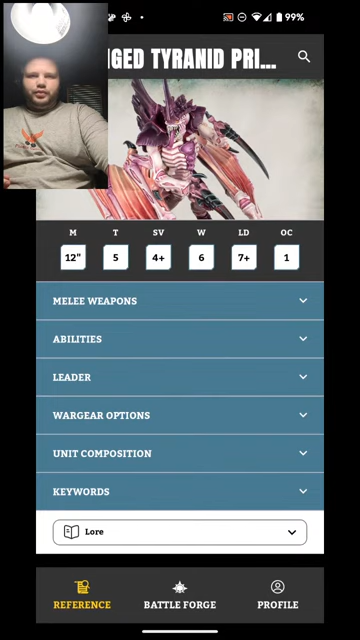 99%
NGED TYRANID PRI...
M T SV W LD OC
12" 5 4+ 6 7+ 1
MELEE WEAPONS
ABILITIES
LEADER
WARGEAR OPTIONS
UNIT COMPOSITION
KEYWORDS
Lore
REFERENCE BATTLE FORGE PROFILE